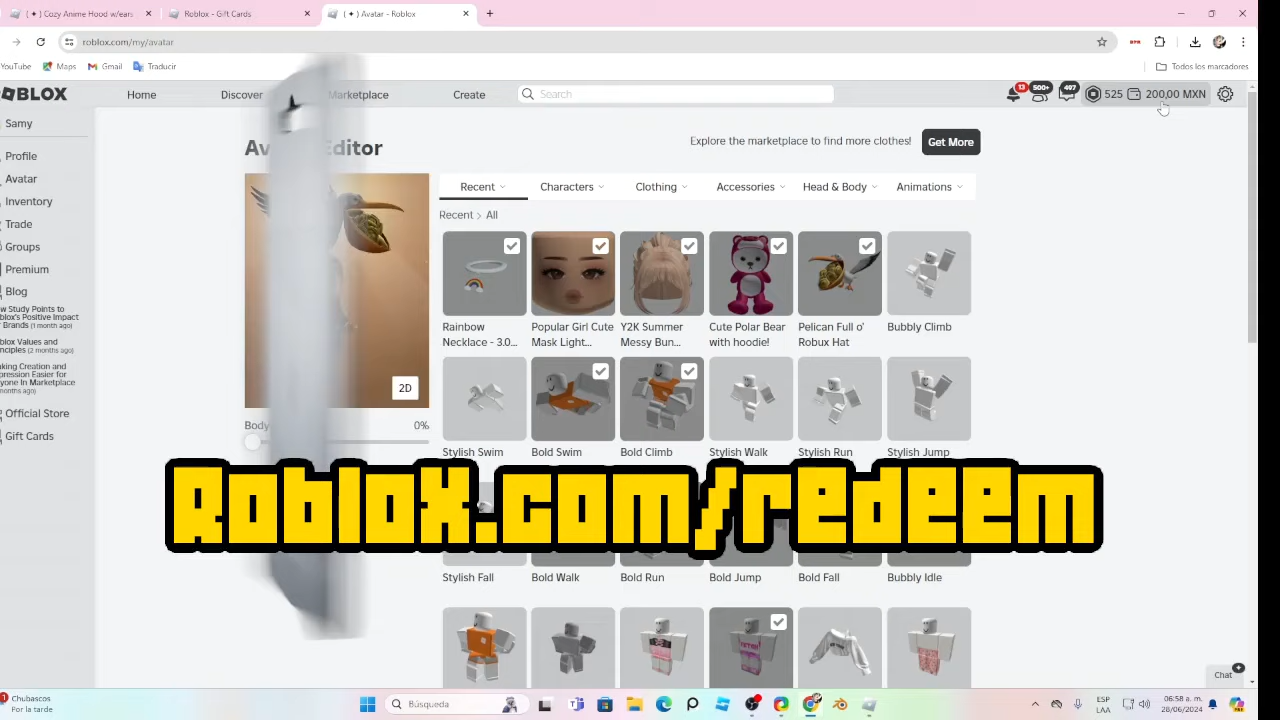 ( ✦ ) Cozy Anime Hood w/ears
Roblox - Gift Cards
( ✦ ) Avatar - Roblox
roblox.com/my/avatar
YouTube
Maps
Gmail
Traducir
Todos los marcadores
Home
Discover
Marketplace
Create
Search
13
500+
497
525
200,00 MXN
Samy
Profile
Avatar
Inventory
Trade
Groups
Premium
Blog
Official Store
Gift Cards
Editor
Explore the marketplace to find more clothes!
Get More
Recent
Characters
Clothing
Accessories
Head & Body
Animations
Recent > All
2D
Body
0%
Rainbow
Necklace - 3.0...
Popular Girl Cute
Mask Light...
Y2K Summer
Messy Bun...
Cute Polar Bear
with hoodie!
Pelican Full o'
Robux Hat
Bubbly Climb
Stylish Swim
Bold Swim
Bold Climb
Stylish Walk
Stylish Run
Stylish Jump
Roblox.com/redeem
Stylish Fall
Bold Walk
Bold Run
Bold Jump
Bold Fall
Bubbly Idle
Chat
Chubascos
Por la tarde
Búsqueda
ESP
LAA
06:58 a. m.
28/06/2024